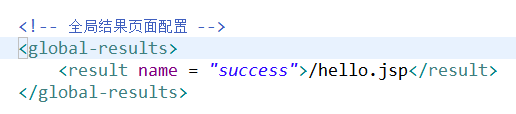 <!-- 全局结果页面配置 -->
<global-results>
    <result name = "success">/hello.jsp</result>
</global-results>